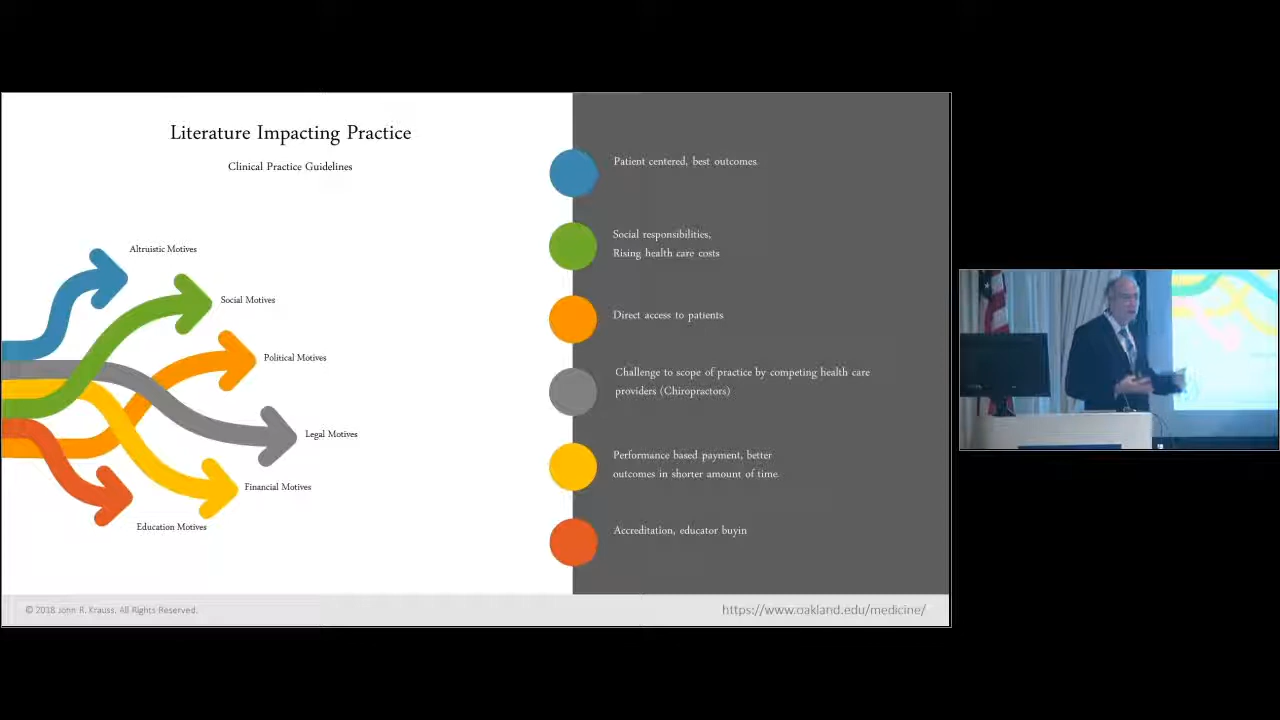 Literature Impacting Practice
Clinical Practice Guidelines
Altruistic Motives
Social Motives
Political Motives
Legal Motives
Financial Motives
Education Motives
Patient centered, best outcomes.
Social responsibilities,
Rising health care costs
Direct access to patients
Challenge to scope of practice by competing health care
providers (Chiropractors)
Performance based payment, better
outcomes in shorter amount of time.
Accreditation, educator buyin
© 2018 John R. Krauss. All Rights Reserved.
https://www.oakland.edu/medicine/